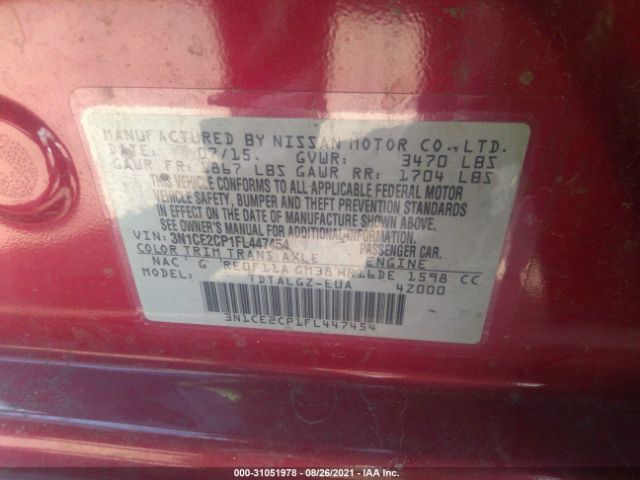 MANUFACTURED BY NISSAN MOTOR CO., LTD.
DATE: 07/15. GVWR: 3470 LBS
GAWR FR: 1867 LBS GAWR RR: 1704 LBS
THIS VEHICLE CONFORMS TO ALL APPLICABLE FEDERAL MOTOR
VEHICLE SAFETY, BUMPER AND THEFT PREVENTION STANDARDS
IN EFFECT ON THE DATE OF MANUFACTURE SHOWN ABOVE.
SEE OWNER'S MANUAL FOR MORE INFORMATION
VIN: 3N1CE2CP1FL447454 PASSENGER CAR.
COLOR TRIM TRANS AXLE ENGINE
NAC G RE0F11A GM38 HR16DE 1598 CC
MODEL: TDTALGZ-EUA 4Z000
3N1CE2CP1FL447454
000-31051978 - 08/26/2021 - Copyright IAA, Inc.